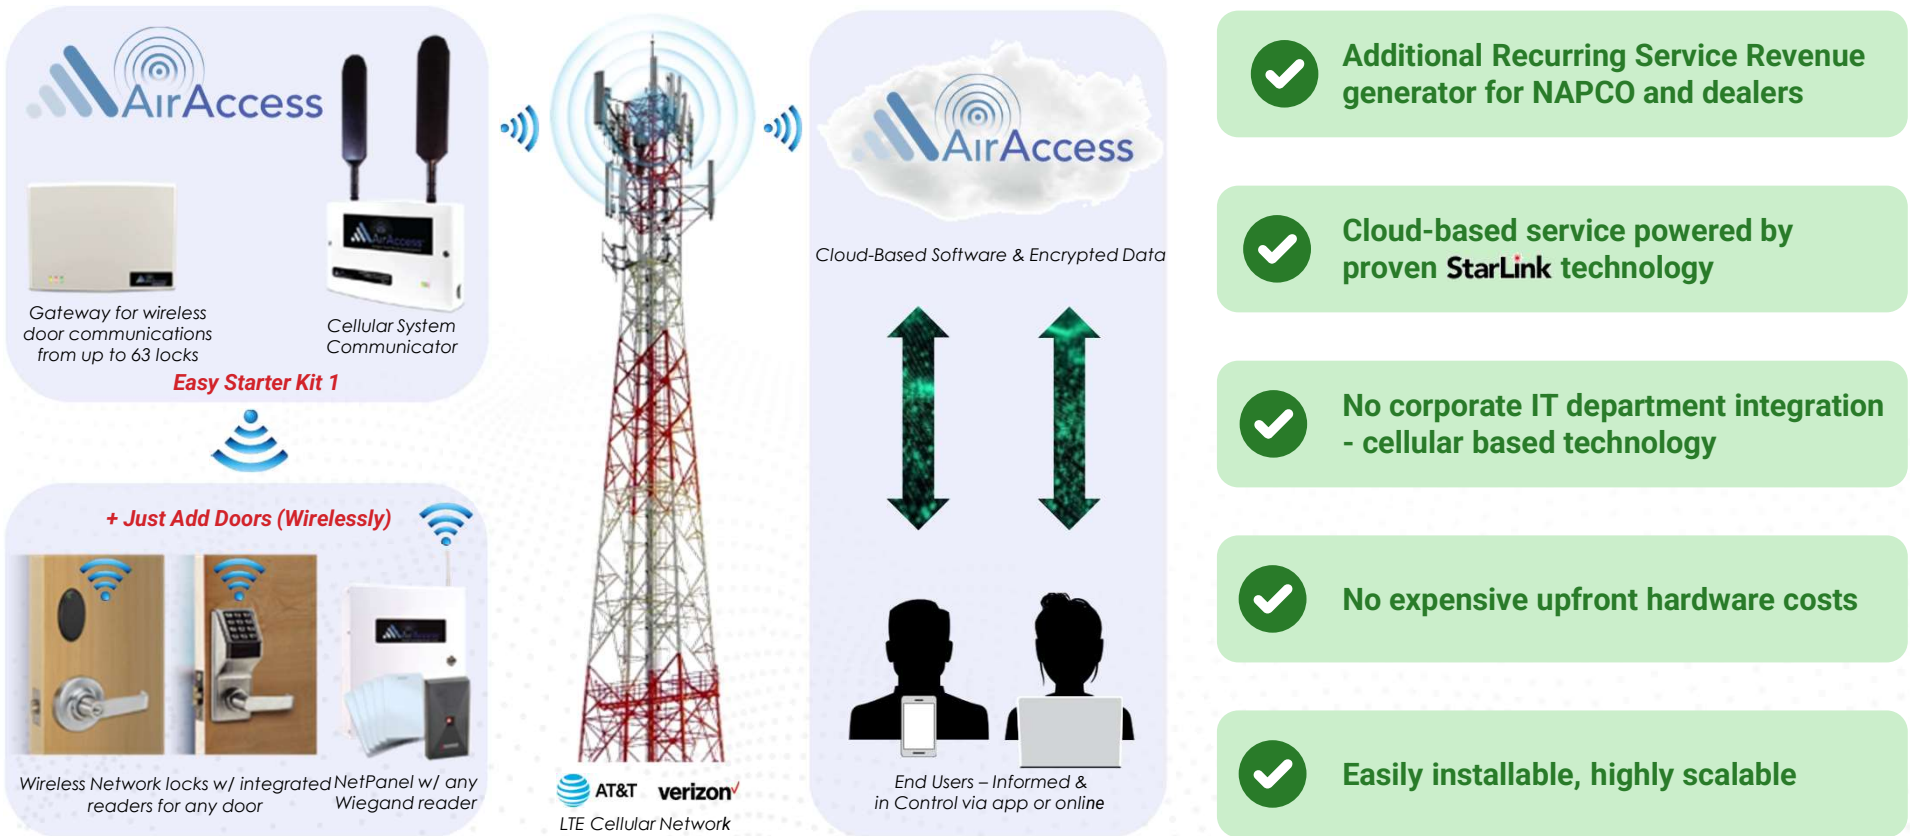 AirAccess
AirAccess
Gateway for wireless
door communications
from up to 63 locks
Cellular System
Communicator
Easy Starter Kit 1
+ Just Add Doors (Wirelessly)
AirAccess
Wireless Network locks w/ integrated
readers for any door
NetPanel w/ any
Wiegand reader
AT&T
verizon✓
LTE Cellular Network
AirAccess
Cloud-Based Software & Encrypted Data
End Users – Informed &
in Control via app or online
Additional Recurring Service Revenue
generator for NAPCO and dealers
Cloud-based service powered by
proven StarLink technology
No corporate IT department integration
- cellular based technology
No expensive upfront hardware costs
Easily installable, highly scalable